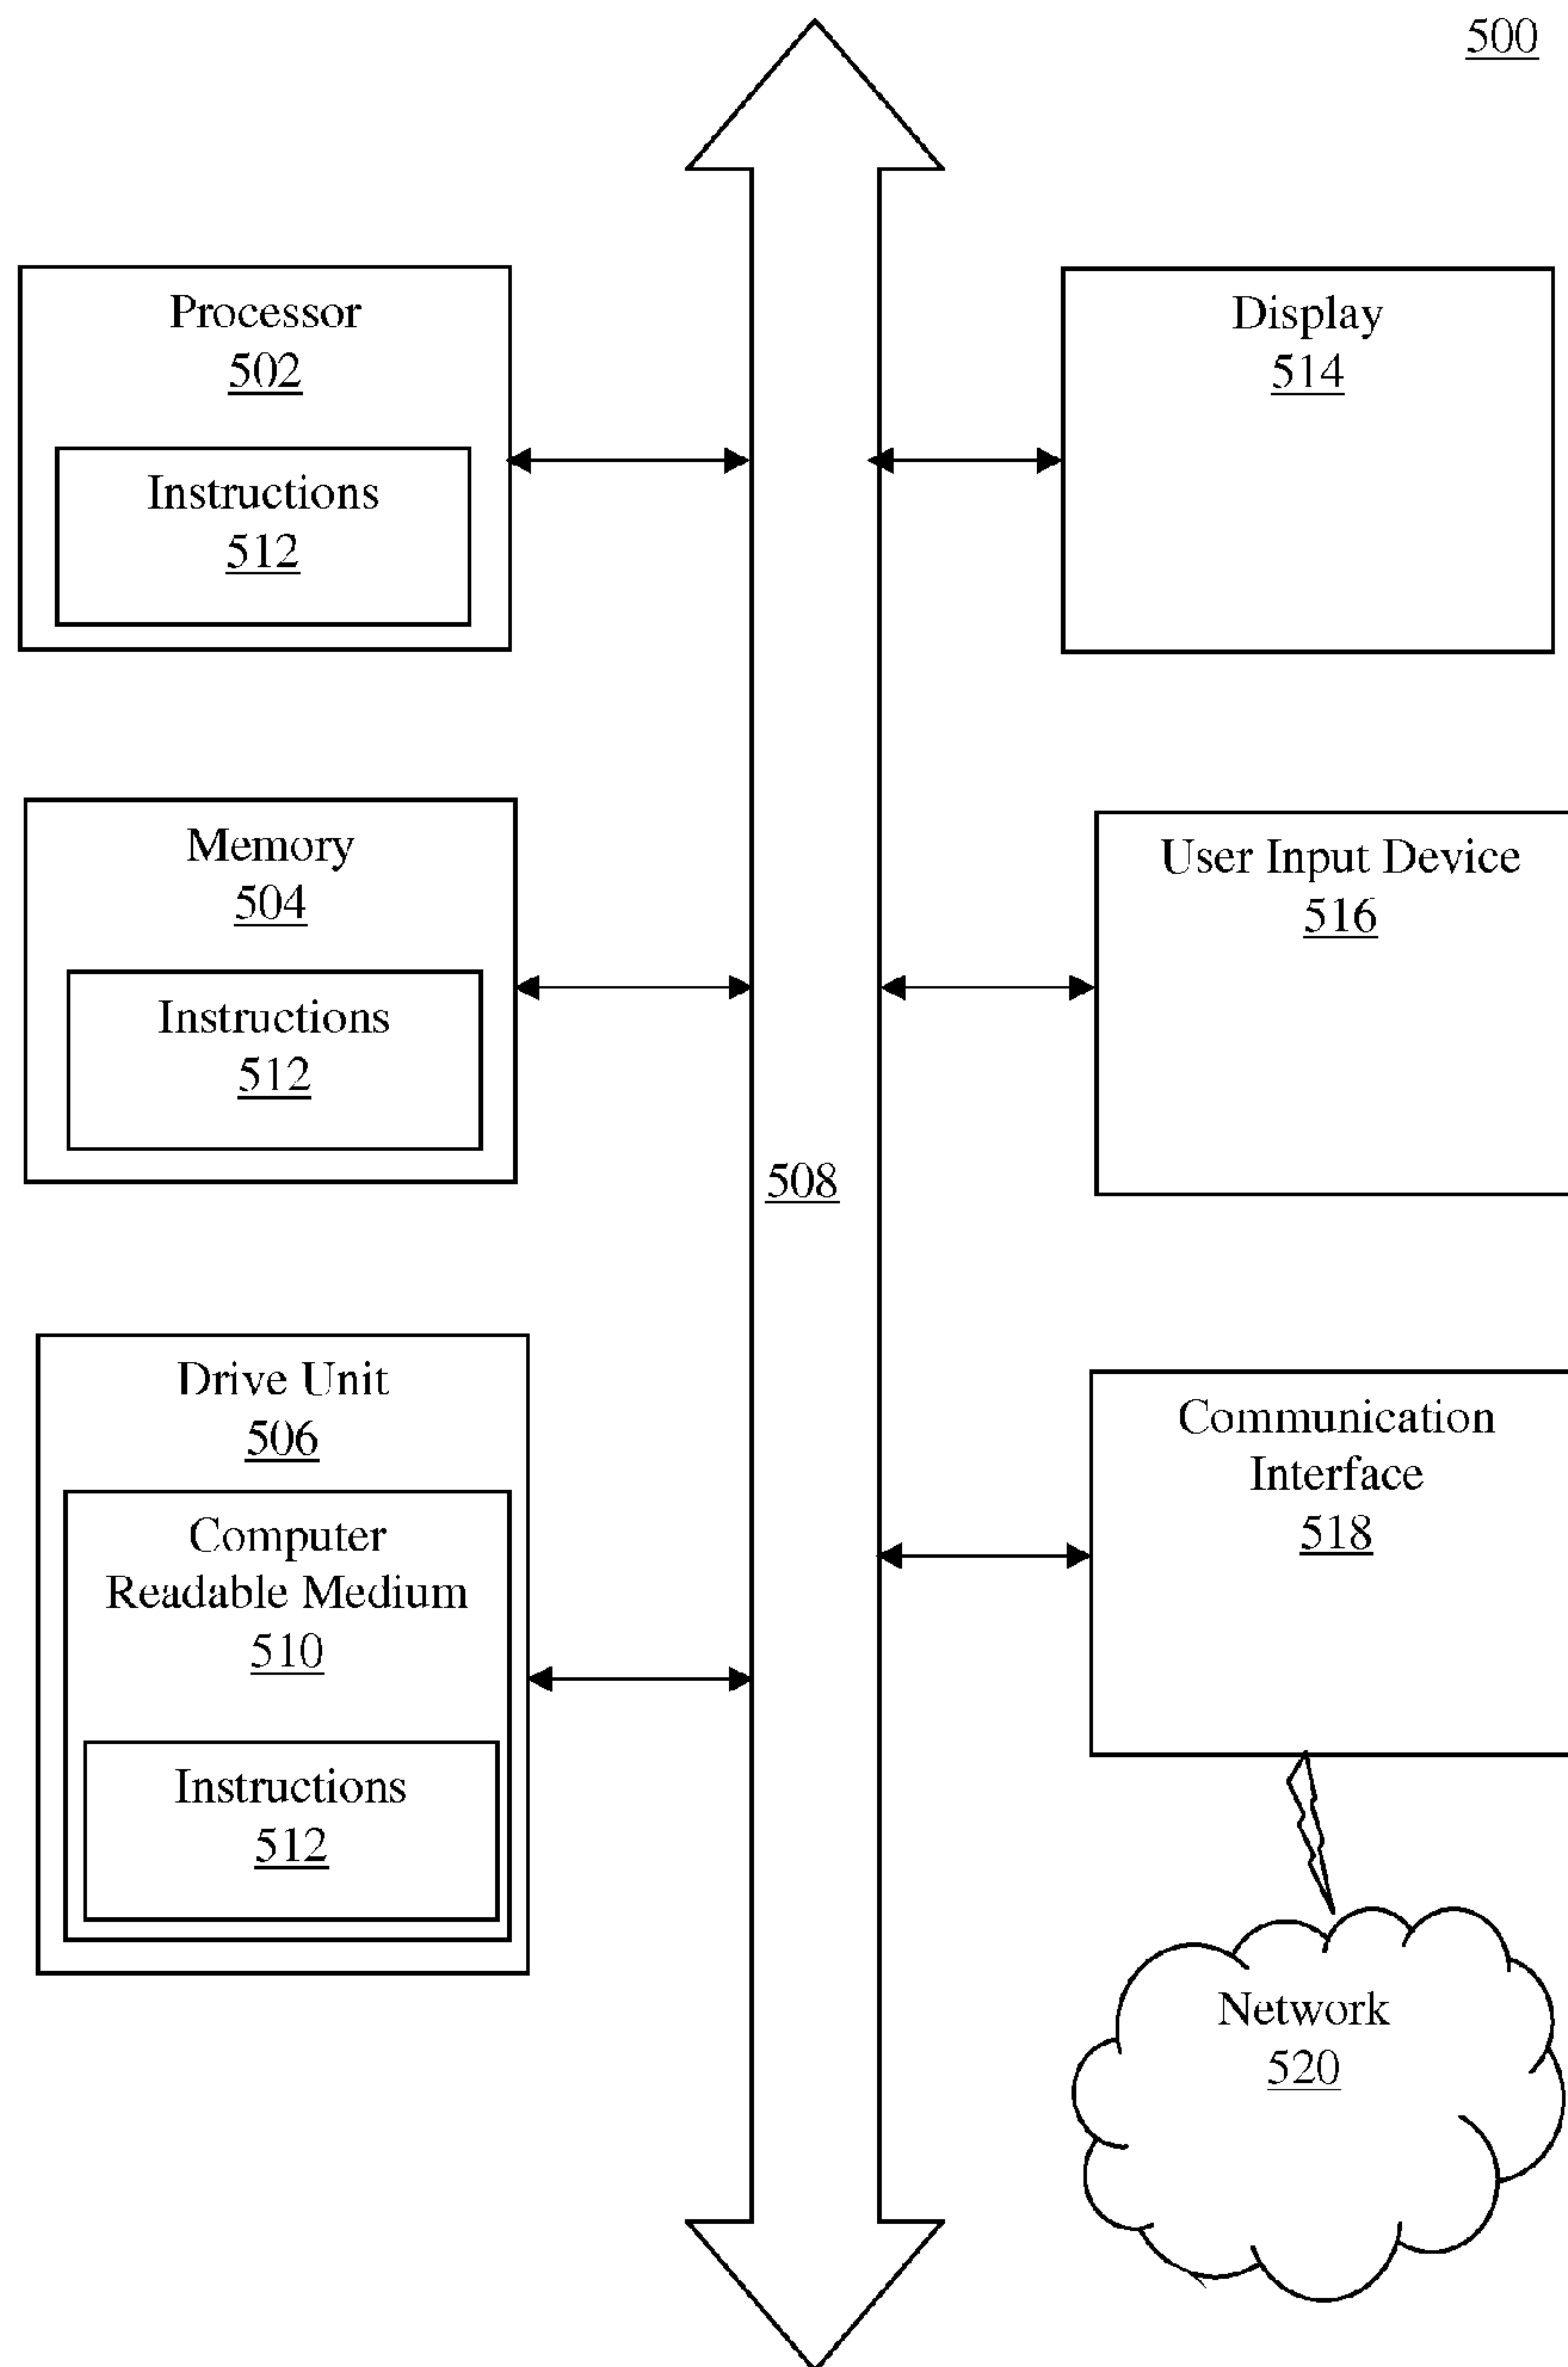 500
Processor
502
Instructions
512
Display
514
Memory
504
Instructions
512
User Input Device
516
508
Drive Unit
506
Computer
Readable Medium
510
Instructions
512
Communication
Interface
518
Network
520